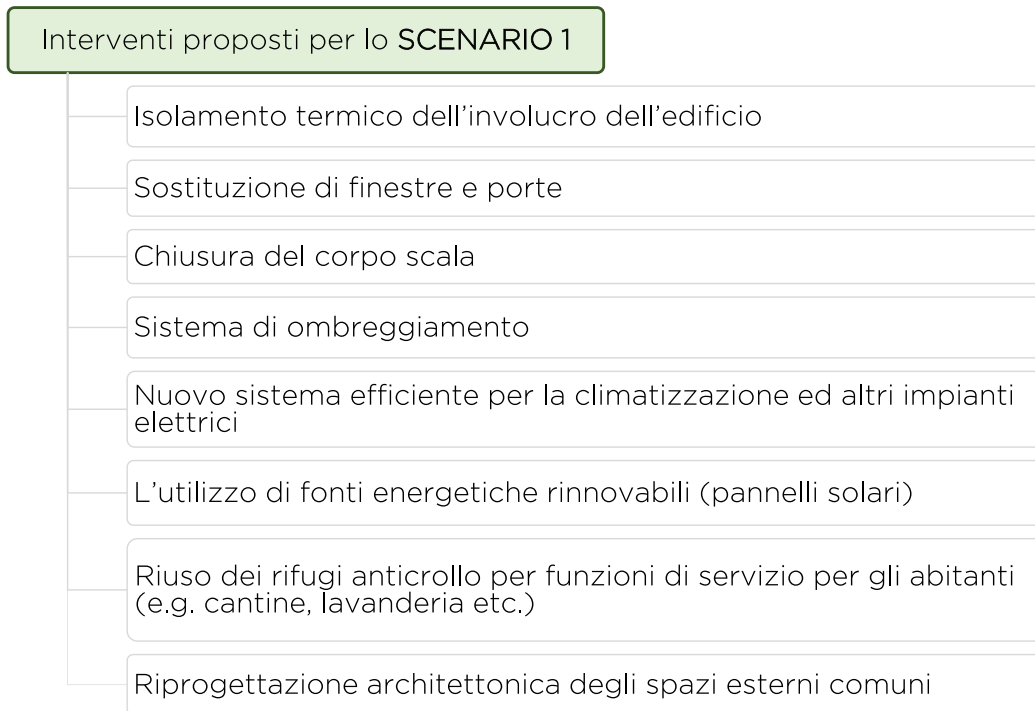 Interventi proposti per lo SCENARIO 1
Isolamento termico dell'involucro dell'edificio
Sostituzione di finestre e porte
Chiusura del corpo scala
Sistema di ombreggiamento
Nuovo sistema efficiente per la climatizzazione ed altri impianti
elettrici
L'utilizzo di fonti energetiche rinnovabili (pannelli solari)
Riuso dei rifugi anticrollo per funzioni di servizio per gli abitanti
(e.g. cantine, lavanderia etc.)
Riprogettazione architettonica degli spazi esterni comuni